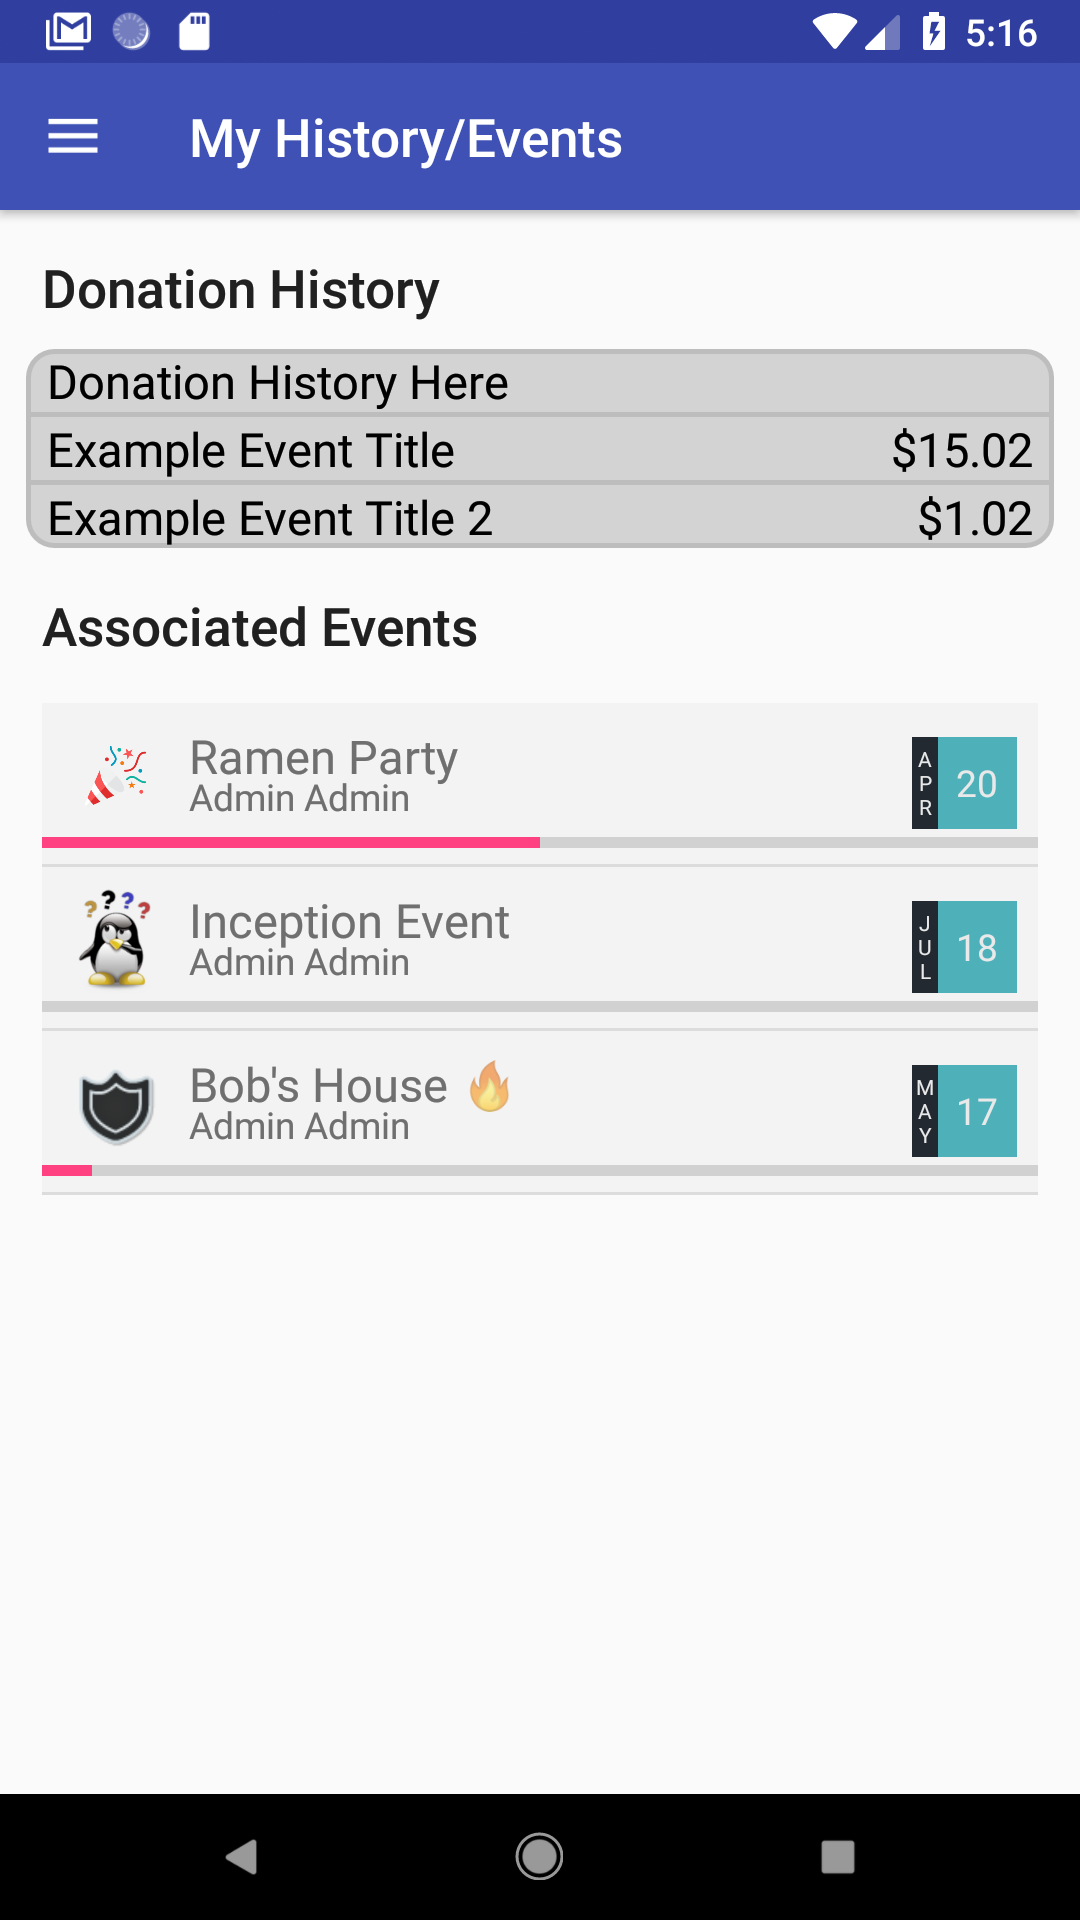 5:16
My History/Events
Donation History
Donation History Here
Example Event Title $15.02
Example Event Title 2 $1.02
Associated Events
Ramen Party
Admin Admin
APR 20
????
Inception Event
Admin Admin
JUL 18
Bob's House 🔥
Admin Admin
MAY 17